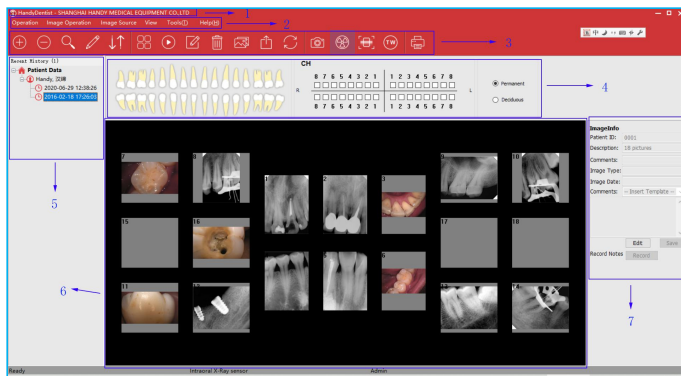 HandyDentist - SHANGHAI HANDY MEDICAL EQUIPMENT CO.,LTD
1
Operation Image Operation Image Source View Tools(T) Help(H)
2
TW
3
中
Recent History (1)
Patient Data
Handy,
2020-06-29 12:38:26
2016-02-18 17:26:03
CH
8 7 6 5 4 3 2 1 1 2 3 4 5 6 7 8
R L
8 7 6 5 4 3 2 1 1 2 3 4 5 6 7 8
Permanent
Deciduous
4
5
7 8 1 2 3 9 10
15 16 17 18
11 12 5 6 13 14
6
ImageInfo
Patient ID: 0001
Description: 18 pictures
Comments:
Image Type:
Image Date:
Comments: -- Insert Template --
Edit Save
Record Notes Record
7
Ready Intraoral X-Ray sensor Admin